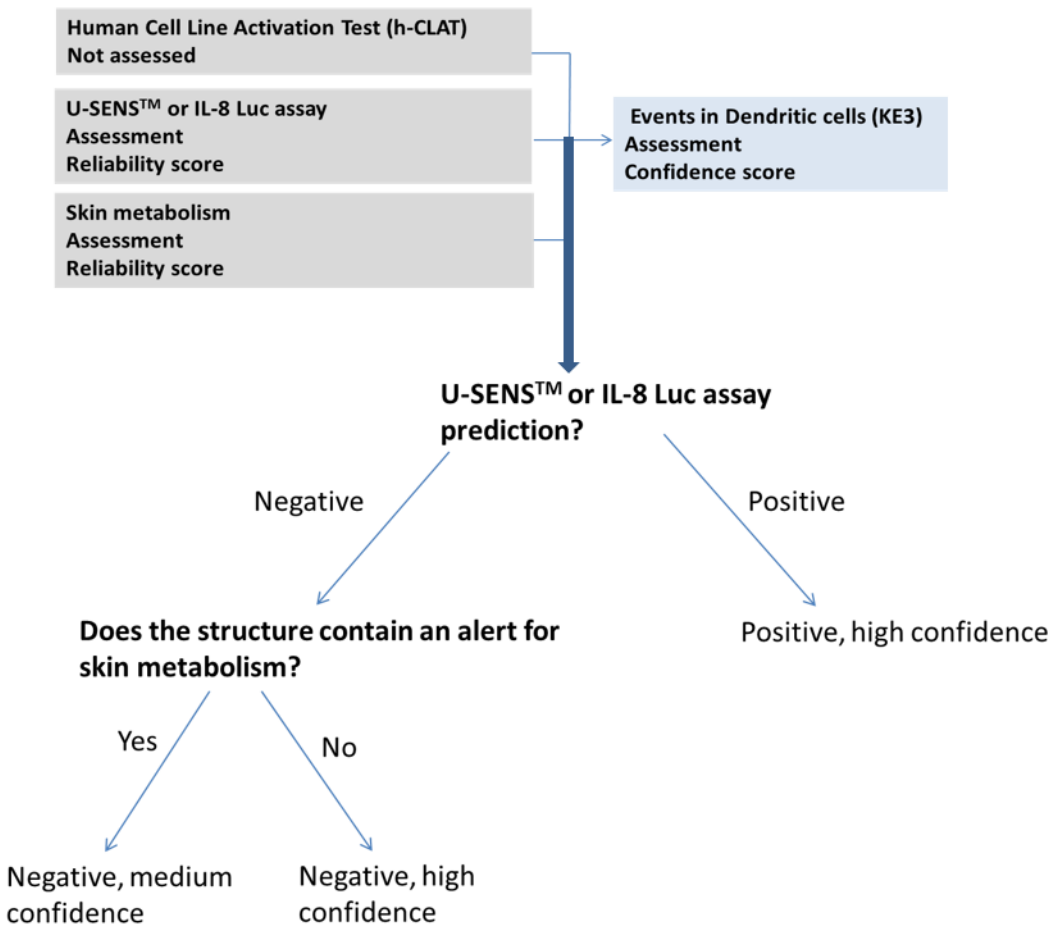 Human Cell Line Activation Test (h-CLAT)
Not assessed
U-SENS™ or IL-8 Luc assay
Assessment
Reliability score
Events in Dendritic cells (KE3)
Assessment
Confidence score
Skin metabolism
Assessment
Reliability score
U-SENS™ or IL-8 Luc assay
prediction?
Negative
Positive
Does the structure contain an alert for
skin metabolism?
Positive, high confidence
Yes
No
Negative, medium
confidence
Negative, high
confidence